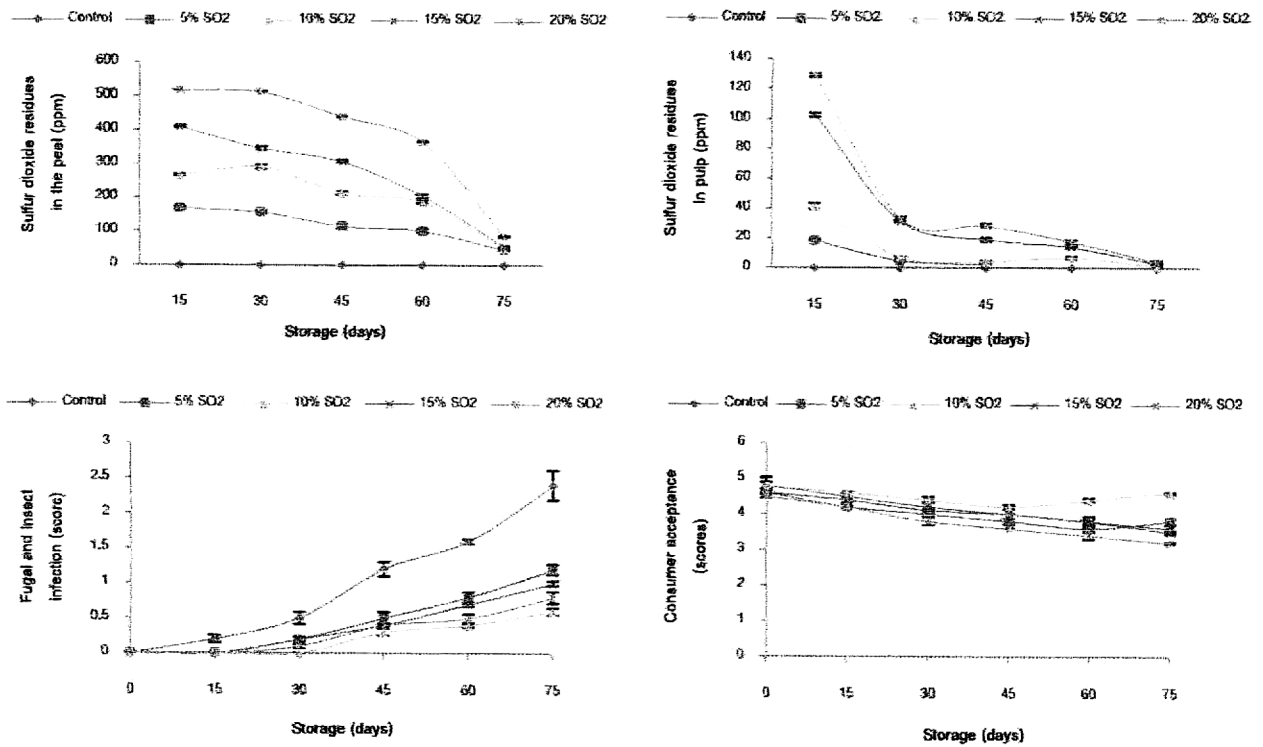 Control 5% SO2 10% SO2 15% SO2 20% SO2
Sulfur dioxide residues
in the peel (ppm)
600
500
400
300
200
100
0
15 30 45 60 75
Storage (days)
Control 5% SO2 10% SO2 15% SO2 20% SO2
Sulfur dioxide residues
In pulp (ppm)
140
120
100
80
60
40
20
0
15 30 45 60 75
Storage (days)
Control 5% SO2 10% SO2 15% SO2 20% SO2
Fugal and Insect
infection (score)
3
2.5
2
1.5
1
0.5
0
0 15 30 45 60 75
Storage (days)
Control 5% SO2 10% SO2 15% SO2 20% SO2
Consumer acceptance
(scores)
6
5
4
3
2
1
0
0 15 30 45 60 75
Storage (days)